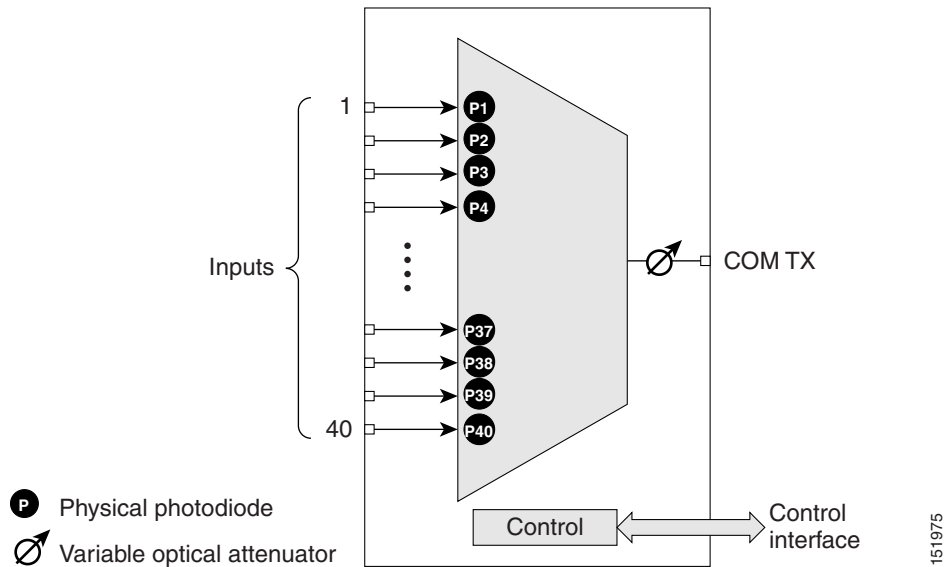 1
P1
P2
P3
P4
Inputs
COM TX
P37
P38
P39
P40
40
P Physical photodiode
Variable optical attenuator
Control
Control
interface
151975